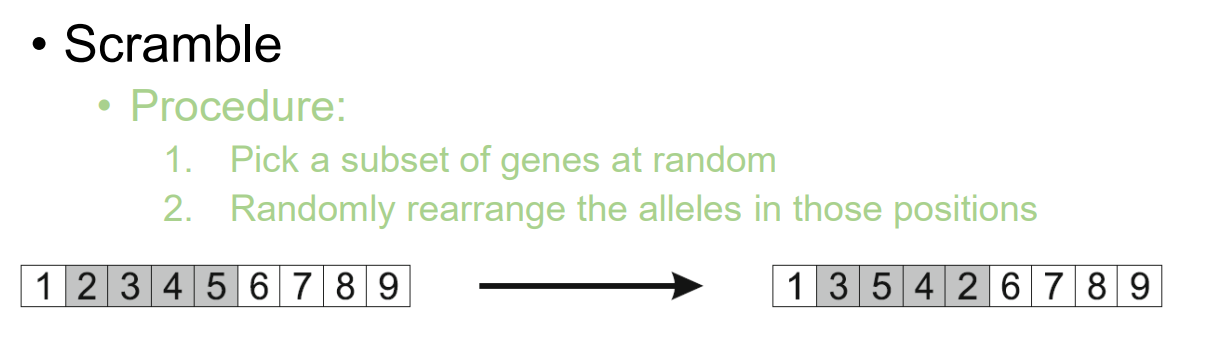 • Scramble
• Procedure:
1. Pick a subset of genes at random
2. Randomly rearrange the alleles in those positions
1 2 3 4 5 6 7 8 9 1 3 5 4 2 6 7 8 9